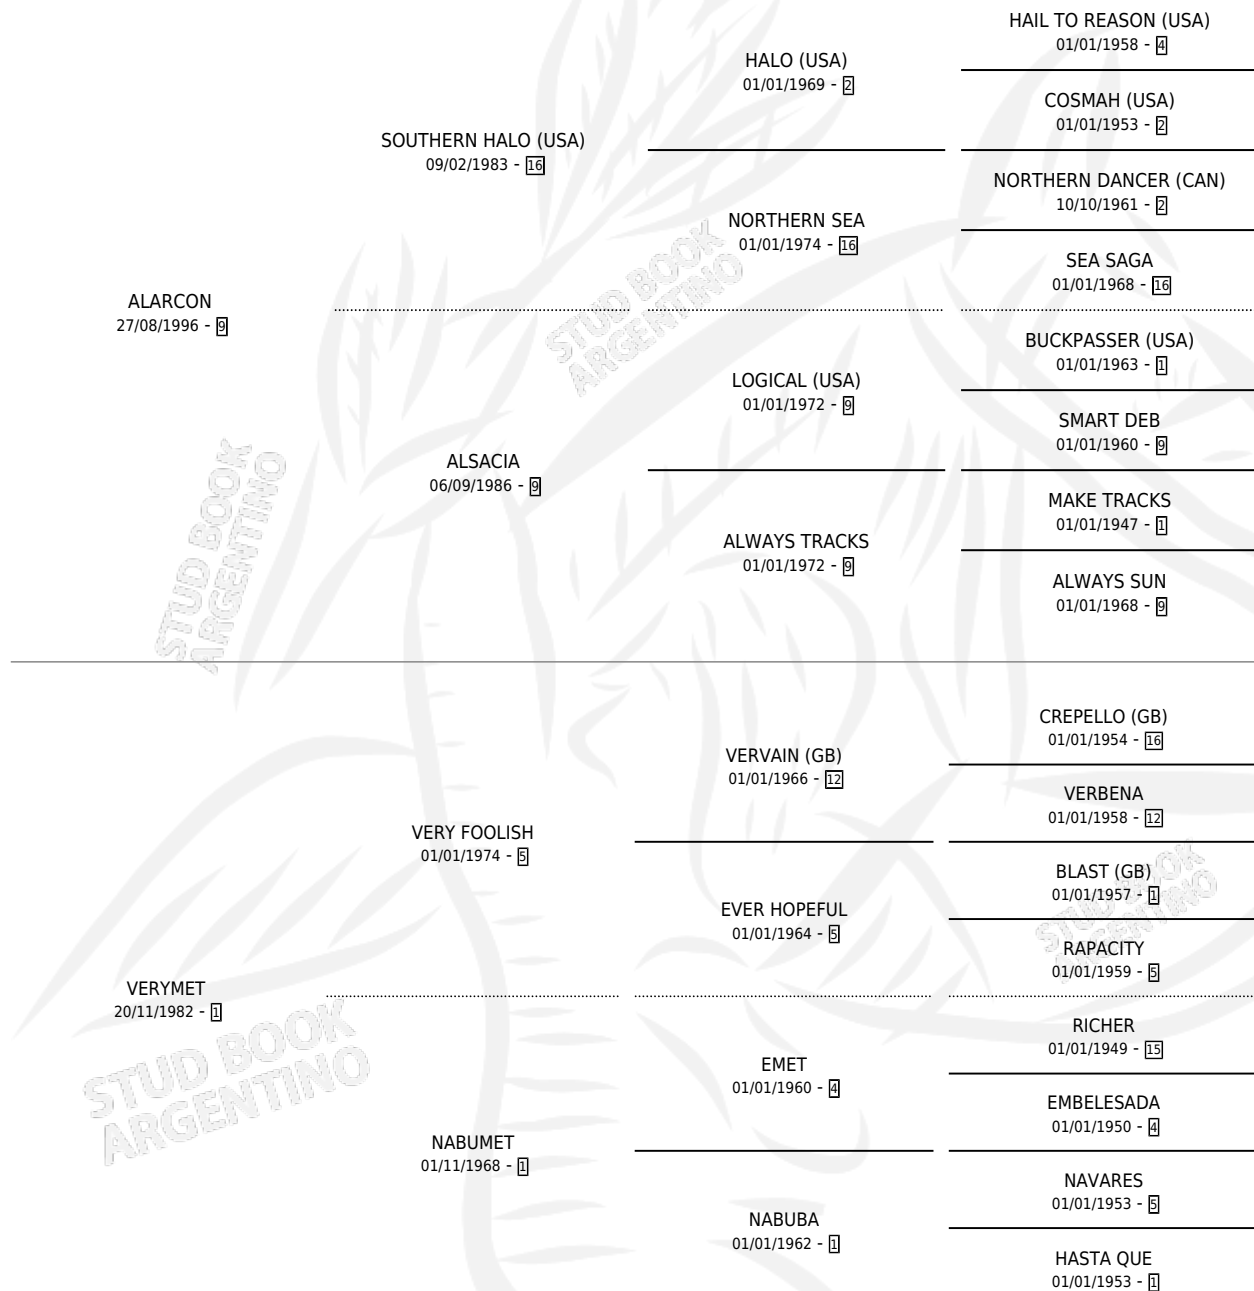 HAIL TO REASON (USA)
01/01/1958 - 4
HALO (USA)
01/01/1969 - 2
COSMAH (USA)
01/01/1953 - 2
SOUTHERN HALO (USA)
09/02/1983 - 16
NORTHERN DANCER (CAN)
10/10/1961 - 2
NORTHERN SEA
01/01/1974 - 16
SEA SAGA
01/01/1968 - 16
STUD BOOK
ARGENTINO
ALARCON
27/08/1996 - 9
BUCKPASSER (USA)
01/01/1963 - 1
LOGICAL (USA)
01/01/1972 - 9
SMART DEB
01/01/1960 - 9
ALSACIA
06/09/1986 - 9
MAKE TRACKS
01/01/1947 - 1
ALWAYS TRACKS
01/01/1972 - 9
ALWAYS SUN
01/01/1968 - 9
STUD BOOK
ARGENTINO
CREPELLO (GB)
01/01/1954 - 16
VERVAIN (GB)
01/01/1966 - 12
VERBENA
01/01/1958 - 12
VERY FOOLISH
01/01/1974 - 5
BLAST (GB)
01/01/1957 - 1
EVER HOPEFUL
01/01/1964 - 5
RAPACITY
01/01/1959 - 5
STUD BOOK
ARGENTINO
VERYMET
20/11/1982 - 1
RICHER
01/01/1949 - 15
EMET
01/01/1960 - 4
EMBELESADA
01/01/1950 - 4
STUD BOOK
ARGENTINO
NABUMET
01/11/1968 - 1
NAVARES
01/01/1953 - 5
NABUBA
01/01/1962 - 1
HASTA QUE
01/01/1953 - 1